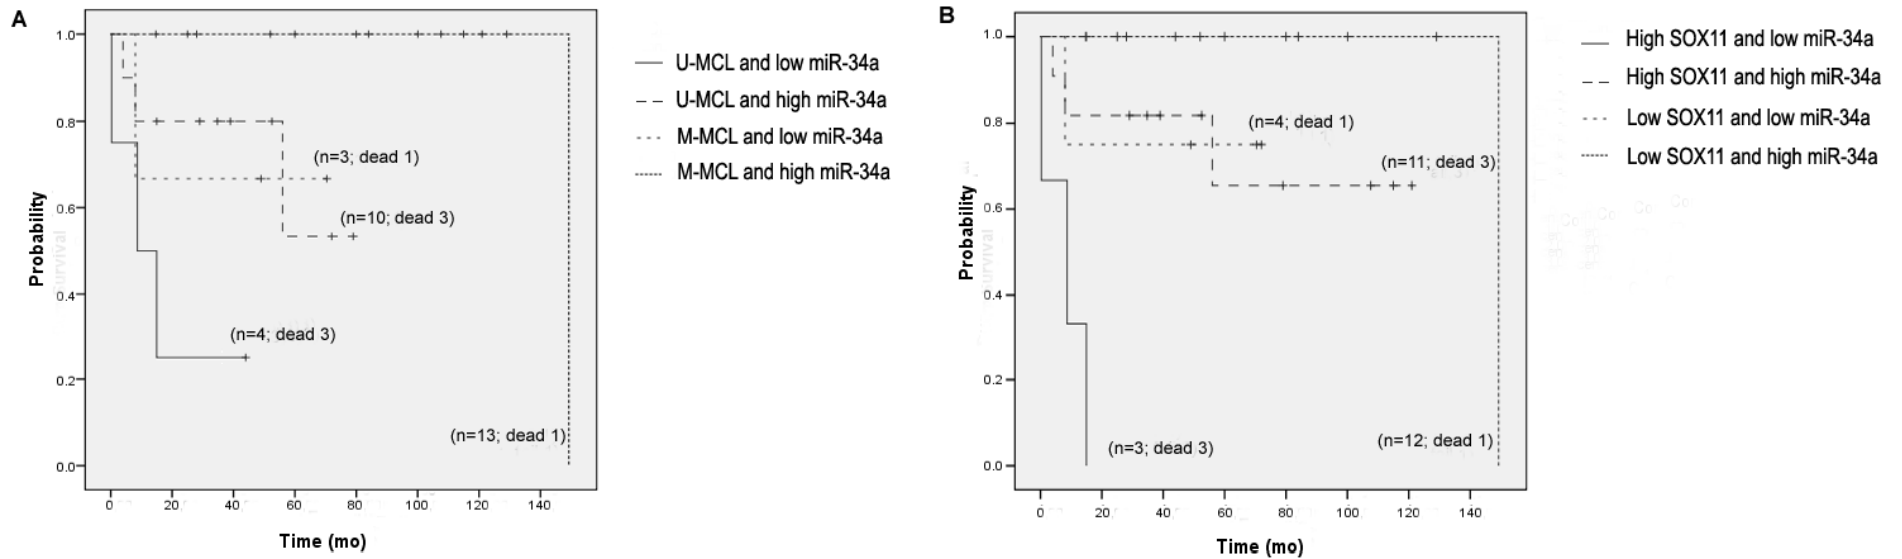 A
1.0
0.8
0.6
0.4
0.2
0.0
Probability
0 20 40 60 80 100 120 140
Time (mo)
(n=3; dead 1)
(n=10; dead 3)
(n=4; dead 3)
(n=13; dead 1)
U-MCL and low miR-34a
U-MCL and high miR-34a
M-MCL and low miR-34a
M-MCL and high miR-34a
B
1.0
0.8
0.6
0.4
0.2
0.0
Probability
0 20 40 60 80 100 120 140
Time (mo)
(n=4; dead 1)
(n=11; dead 3)
(n=3; dead 3)
(n=12; dead 1)
High SOX11 and low miR-34a
High SOX11 and high miR-34a
Low SOX11 and low miR-34a
Low SOX11 and high miR-34a